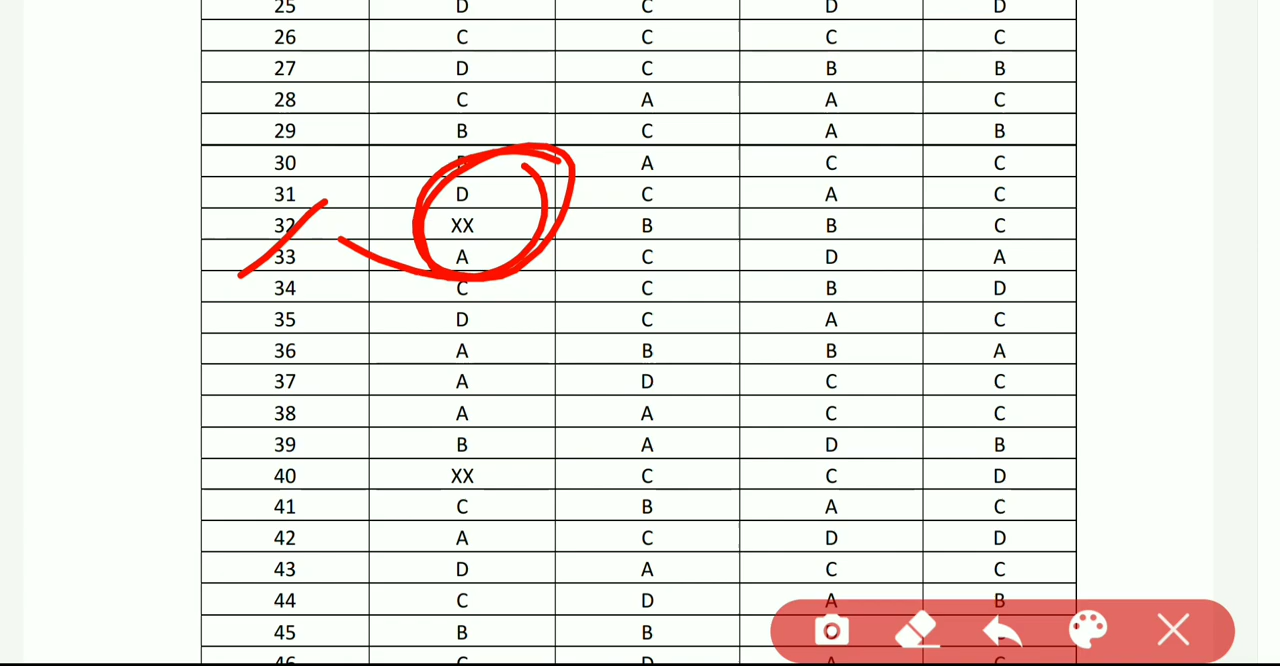 25 D C D D
26 C C C C
27 D C B B
28 C A A C
29 B C A B
30 A C C
31 D C A C
32 XX B B C
33 A C D A
34 C C B D
35 D C A C
36 A B B A
37 A D C C
38 A A C C
39 B A D B
40 XX C C D
41 C B A C
42 A C D D
43 D A C C
44 C D A B
45 B B
46 C D A C